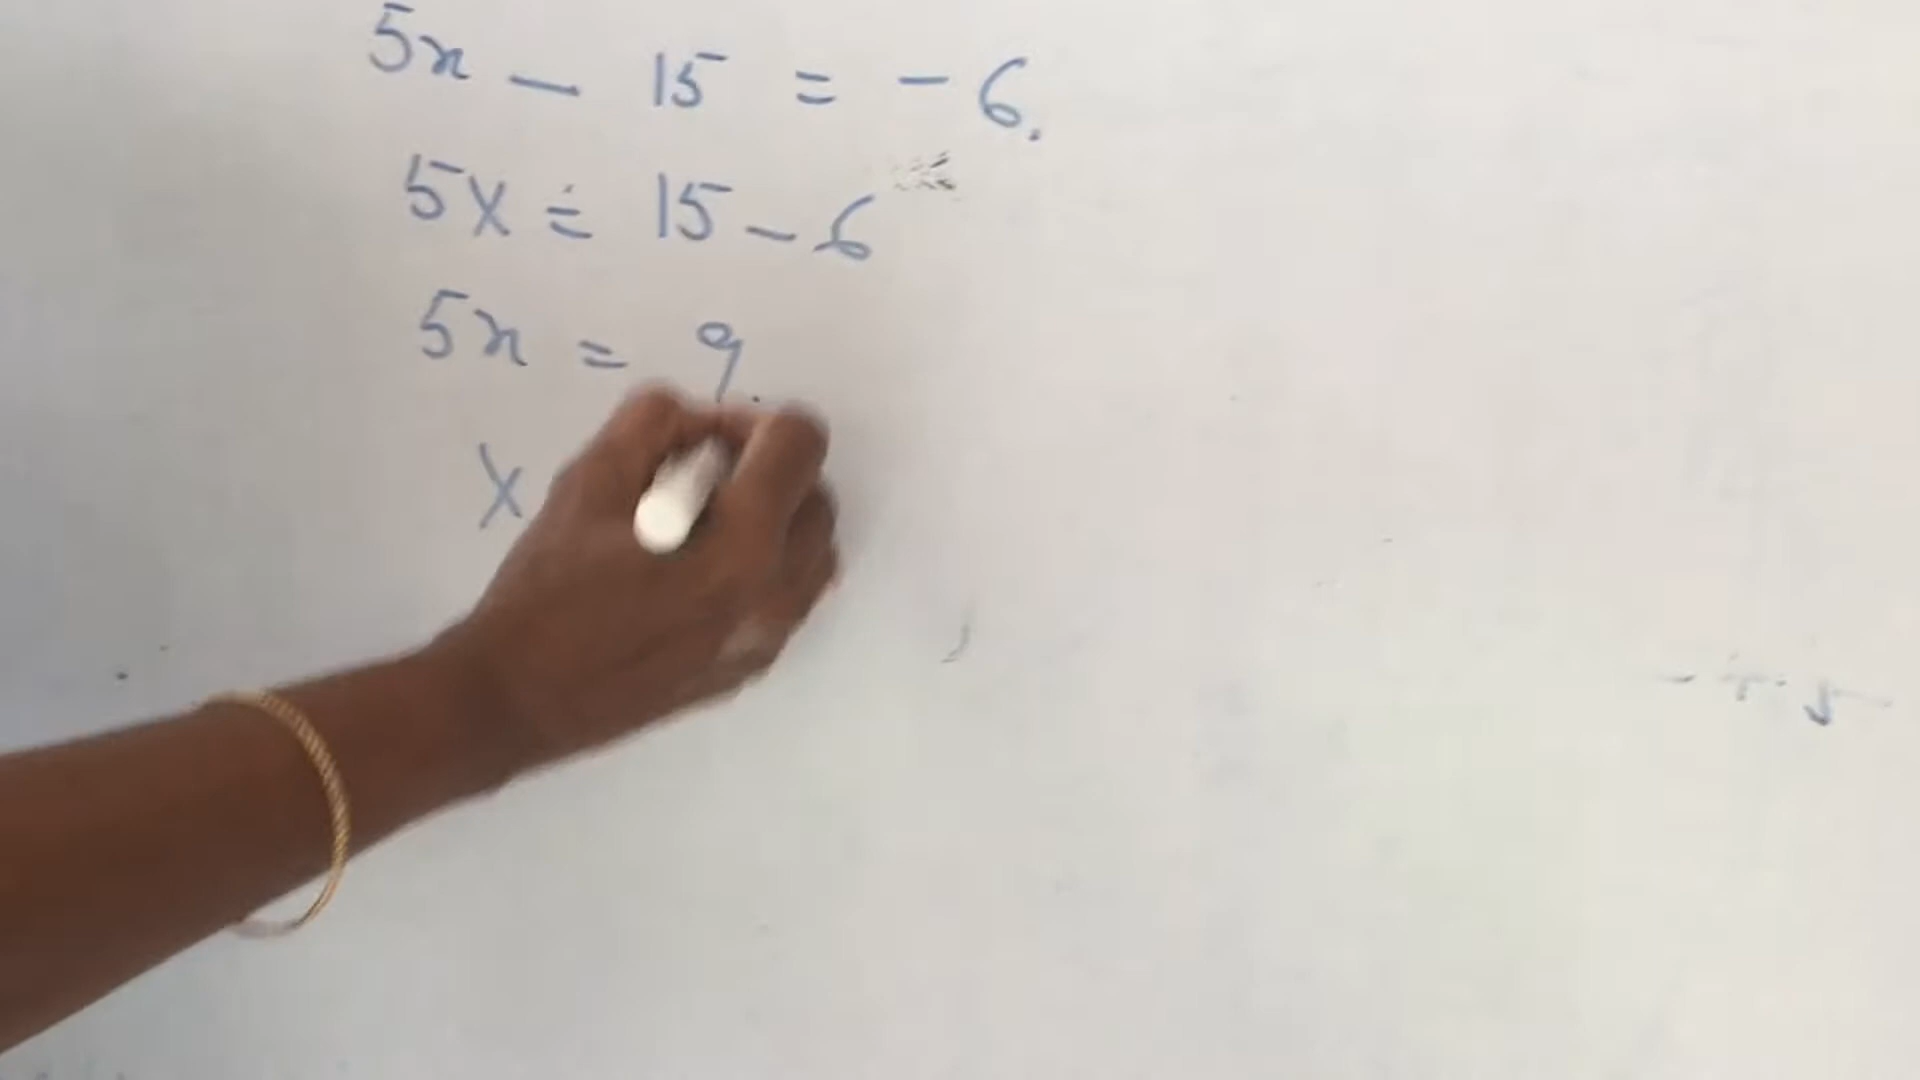 5x - 15 = -6.
5x = 15 - 6
5x = 9.
x